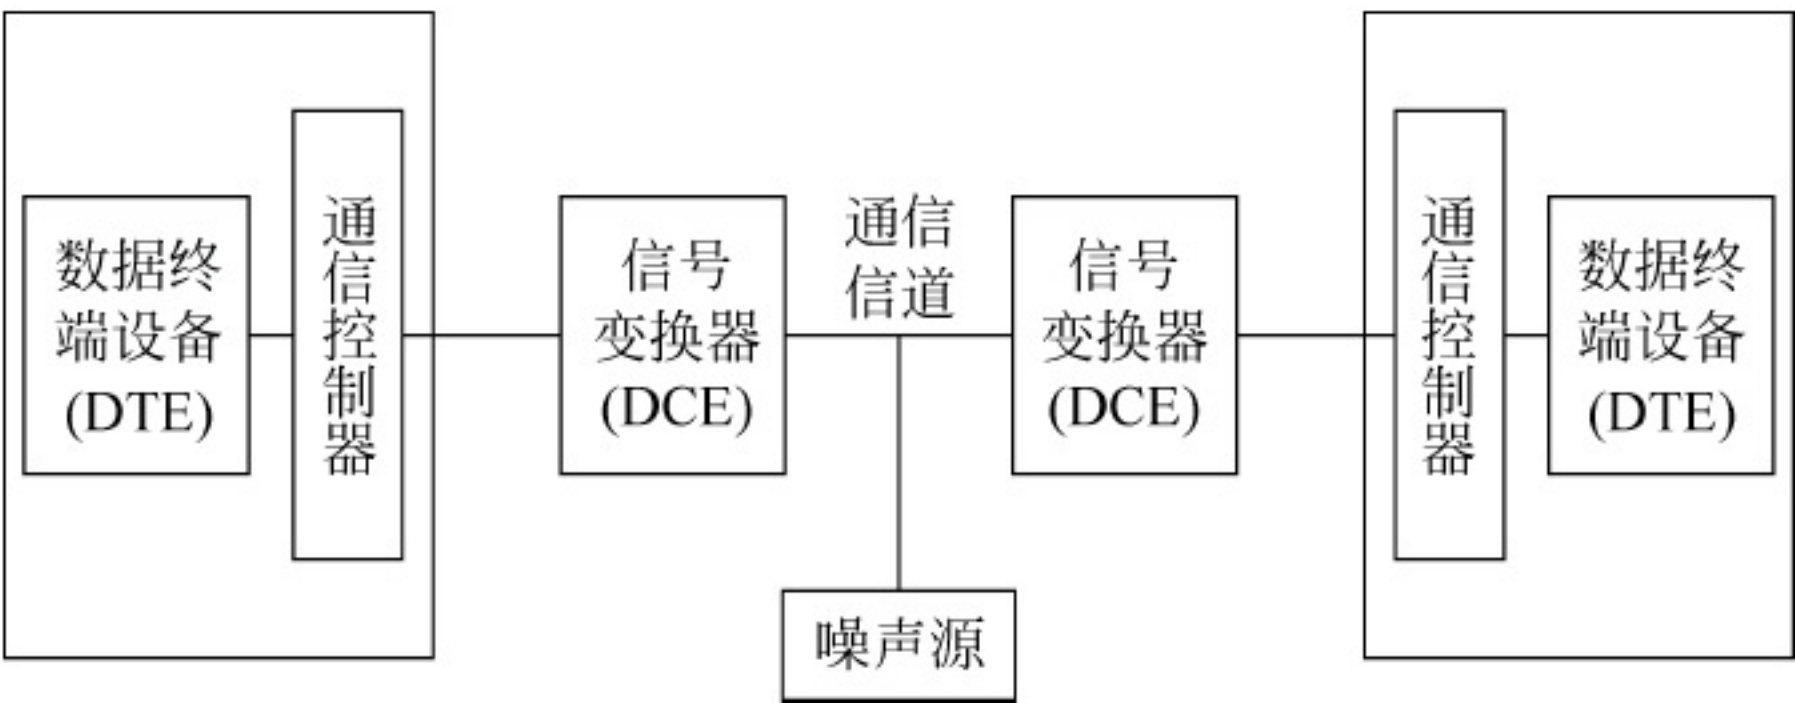 数据终
端设备
(DTE)
通信控制器
信号
变换器
(DCE)
通信
信道
信号
变换器
(DCE)
通信控制器
数据终
端设备
(DTE)
噪声源